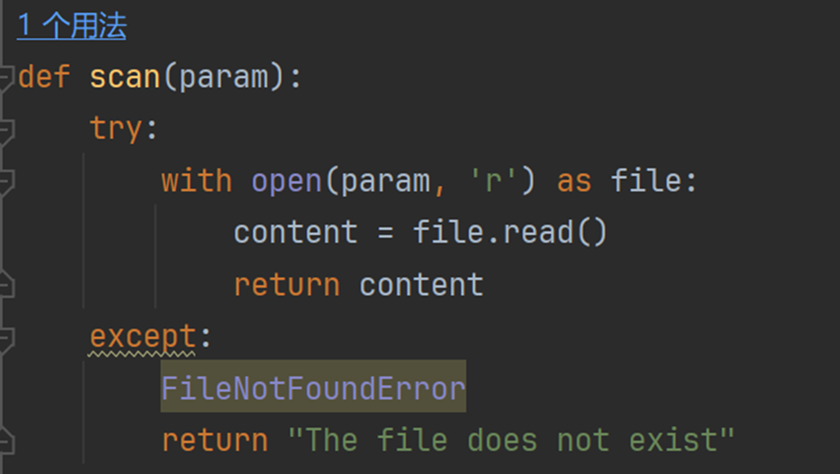 1 个用法
def scan(param):
    try:
        with open(param, 'r') as file:
            content = file.read()
            return content
    except:
        FileNotFoundError
        return "The file does not exist"